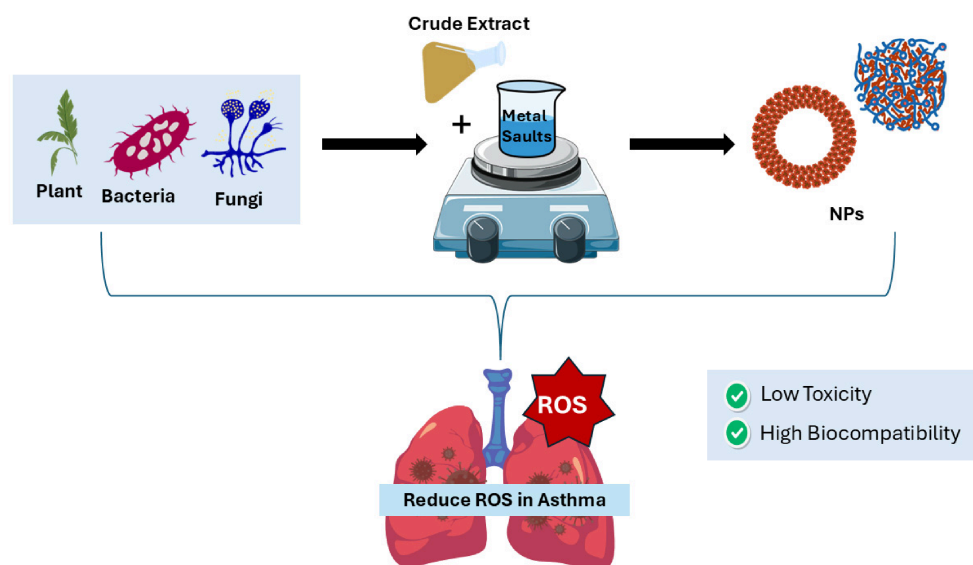 Crude Extract
Plant
Bacteria
Fungi
+
Metal
Saults
NPs
ROS
Reduce ROS in Asthma
Low Toxicity
High Biocompatibility